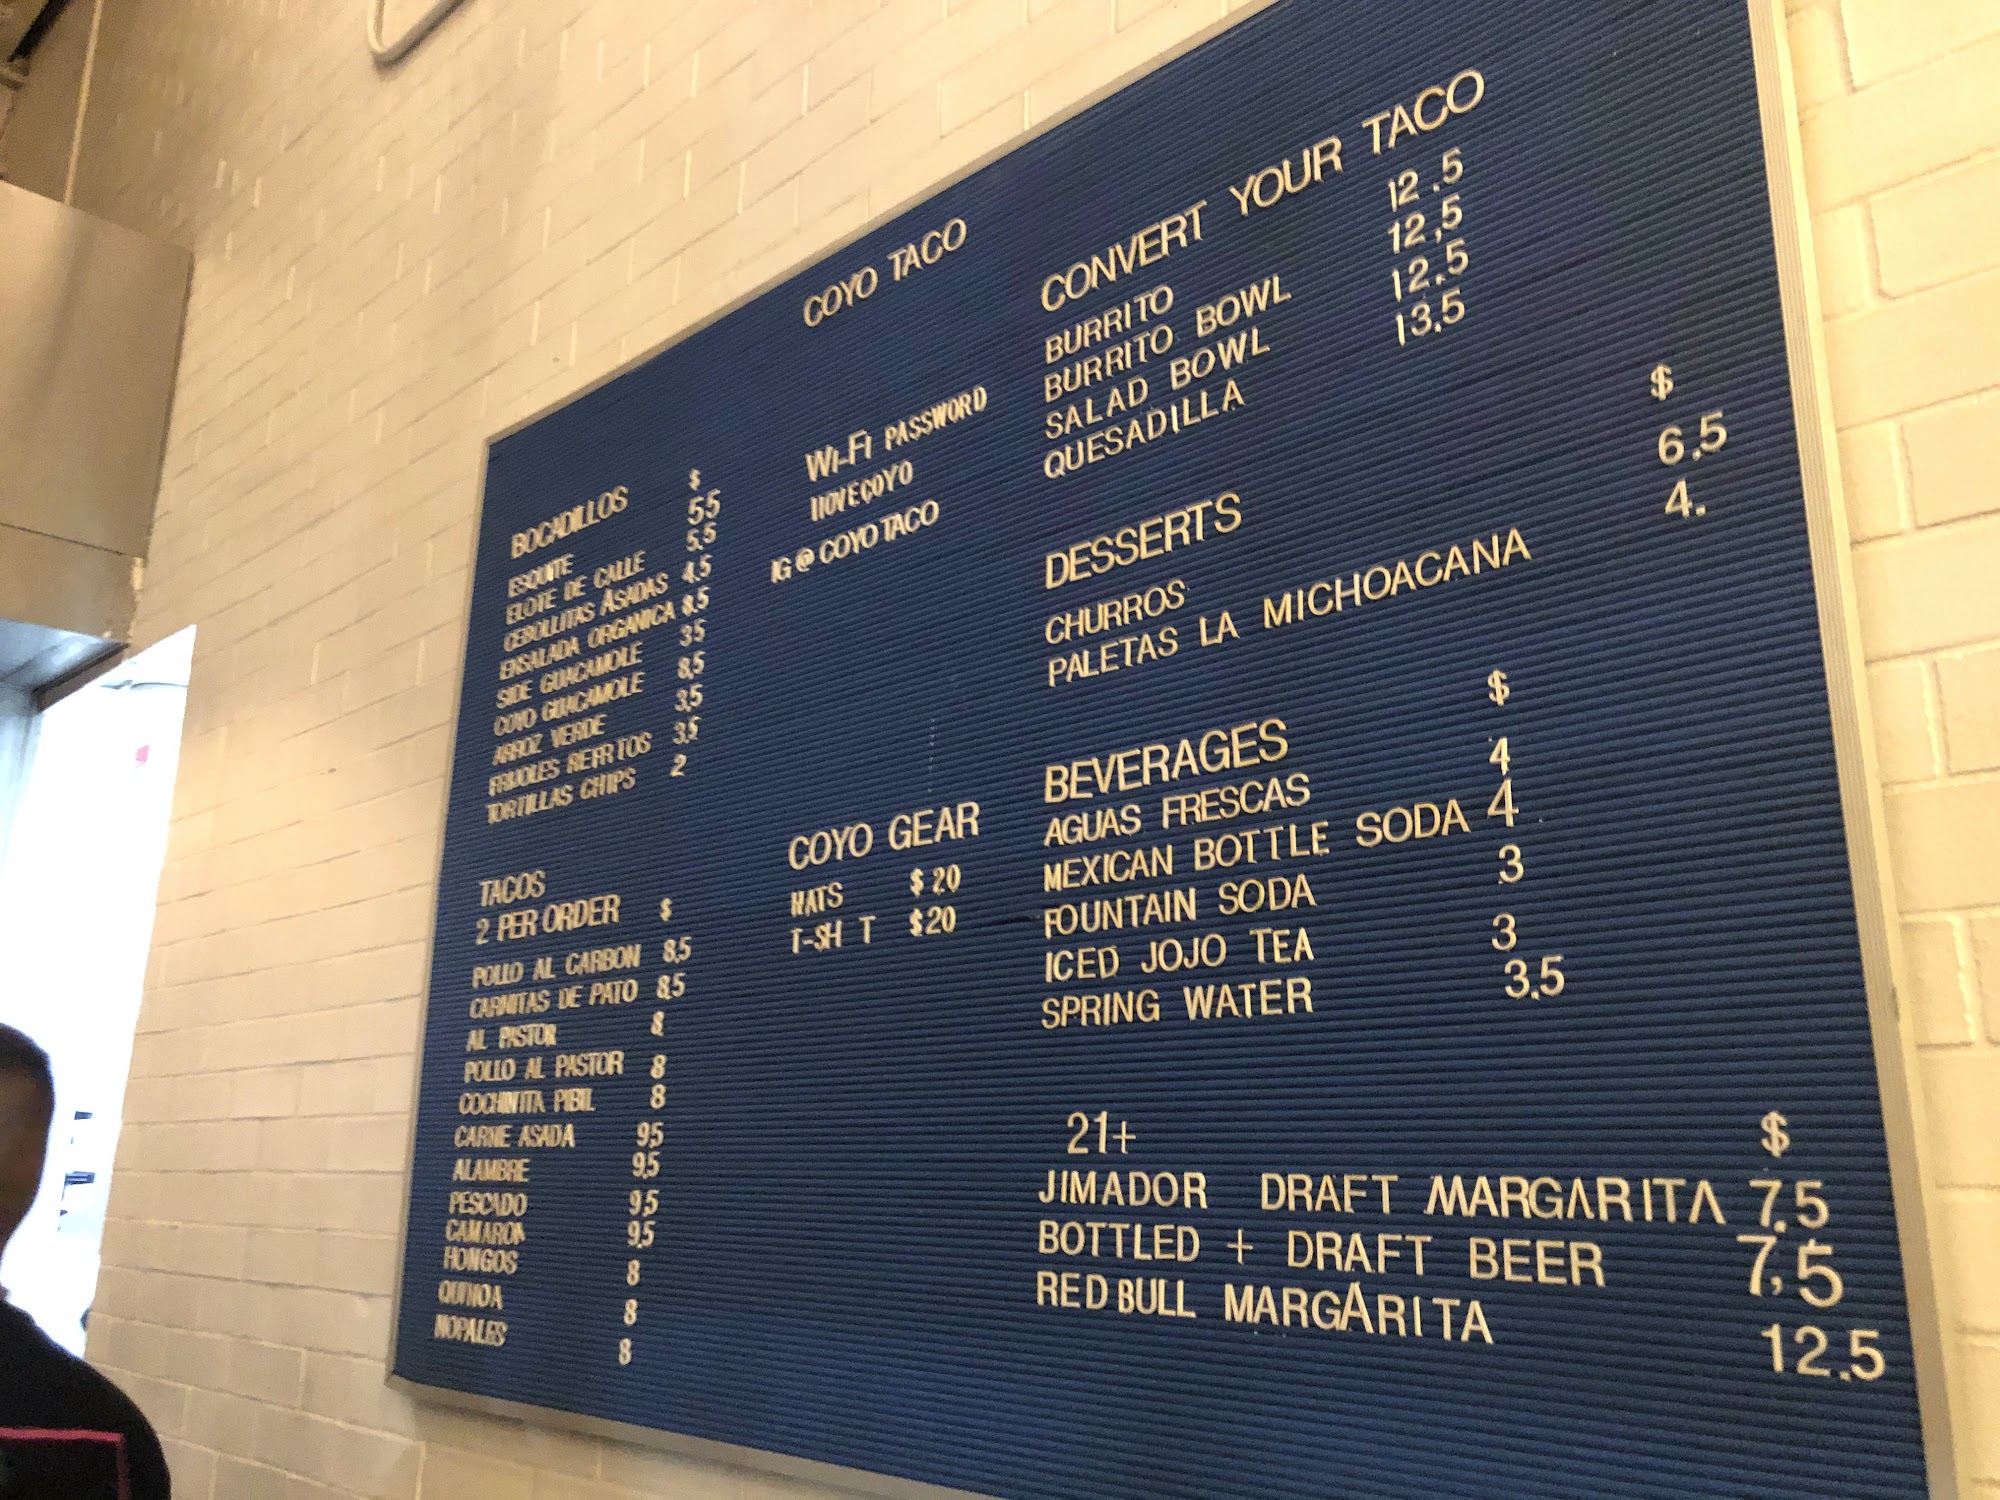 COYO TACO
BOCADILLOS $
ESQUITE 5.5
ELOTE DE CALLE 5.5
CEBOLLITAS ASADAS 4.5
ENSALADA ORGANICA 8.5
SIDE GUACAMOLE 3.5
COYO GUACAMOLE 8.5
ARROZ VERDE 3.5
FRIJOLES REFRITOS 3.5
TORTILLAS CHIPS 2
TACOS
2 PER ORDER $
POLLO AL CARBON 8.5
CARNITAS DE PATO 8.5
AL PASTOR 8
POLLO AL PASTOR 8
COCHINITA PIBIL 8
CARNE ASADA 9.5
ALAMBRE 9.5
PESCADO 9.5
CAMARON 9.5
HONGOS 8
QUINOA 8
NOPALES 8
WI-FI PASSWORD
IlOVECOYO
IG @ COYO TACO
COYO GEAR
HATS $20
T-SH T $20
CONVERT YOUR TACO
BURRITO 12.5
BURRITO BOWL 12,5
SALAD BOWL 12.5
QUESADILLA 13.5
DESSERTS $
CHURROS 6.5
PALETAS LA MICHOACANA 4.
BEVERAGES $
AGUAS FRESCAS 4
MEXICAN BOTTLE SODA 4
FOUNTAIN SODA 3
ICED JOJO TEA 3
SPRING WATER 3.5
21+ $
JIMADOR DRAFT MARGARITA 7.5
BOTTLED + DRAFT BEER 7,5
RED BULL MARGARITA 12.5